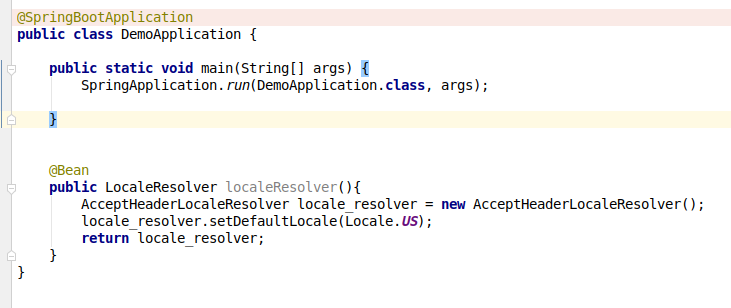 @SpringBootApplication
public class DemoApplication {
public static void main(String[] args) {
SpringApplication.run(DemoApplication.class, args);
}
@Bean
public LocaleResolver localeResolver(){
AcceptHeaderLocaleResolver locale_resolver = new AcceptHeaderLocaleResolver();
locale_resolver.setDefaultLocale(Locale.US);
return locale_resolver;
}
}